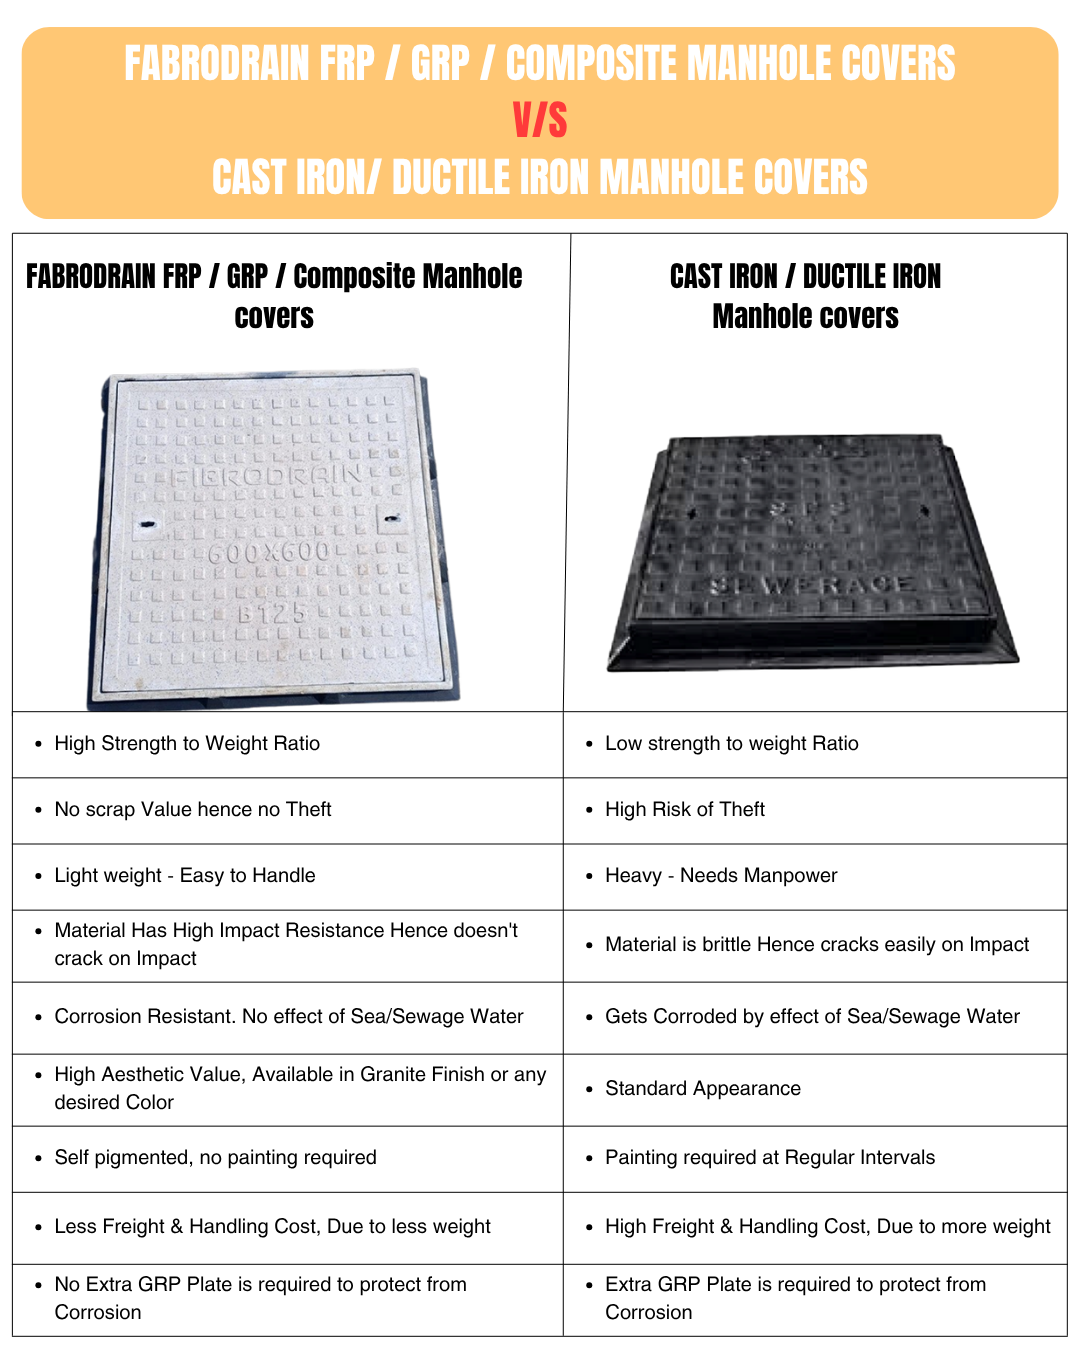 FABRODRAIN FRP / GRP / COMPOSITE MANHOLE COVERS
V/S
CAST IRON/ DUCTILE IRON MANHOLE COVERS
FABRODRAIN FRP / GRP / Composite Manhole
covers
CAST IRON / DUCTILE IRON
Manhole covers
FIBRODRAIN
600X600
B125
SEWERAGE
• High Strength to Weight Ratio
• Low strength to weight Ratio
• No scrap Value hence no Theft
• High Risk of Theft
• Light weight - Easy to Handle
• Heavy - Needs Manpower
• Material Has High Impact Resistance Hence doesn't
crack on Impact
• Material is brittle Hence cracks easily on Impact
• Corrosion Resistant. No effect of Sea/Sewage Water
• Gets Corroded by effect of Sea/Sewage Water
• High Aesthetic Value, Available in Granite Finish or any
desired Color
• Standard Appearance
• Self pigmented, no painting required
• Painting required at Regular Intervals
• Less Freight & Handling Cost, Due to less weight
• High Freight & Handling Cost, Due to more weight
• No Extra GRP Plate is required to protect from
Corrosion
• Extra GRP Plate is required to protect from
Corrosion